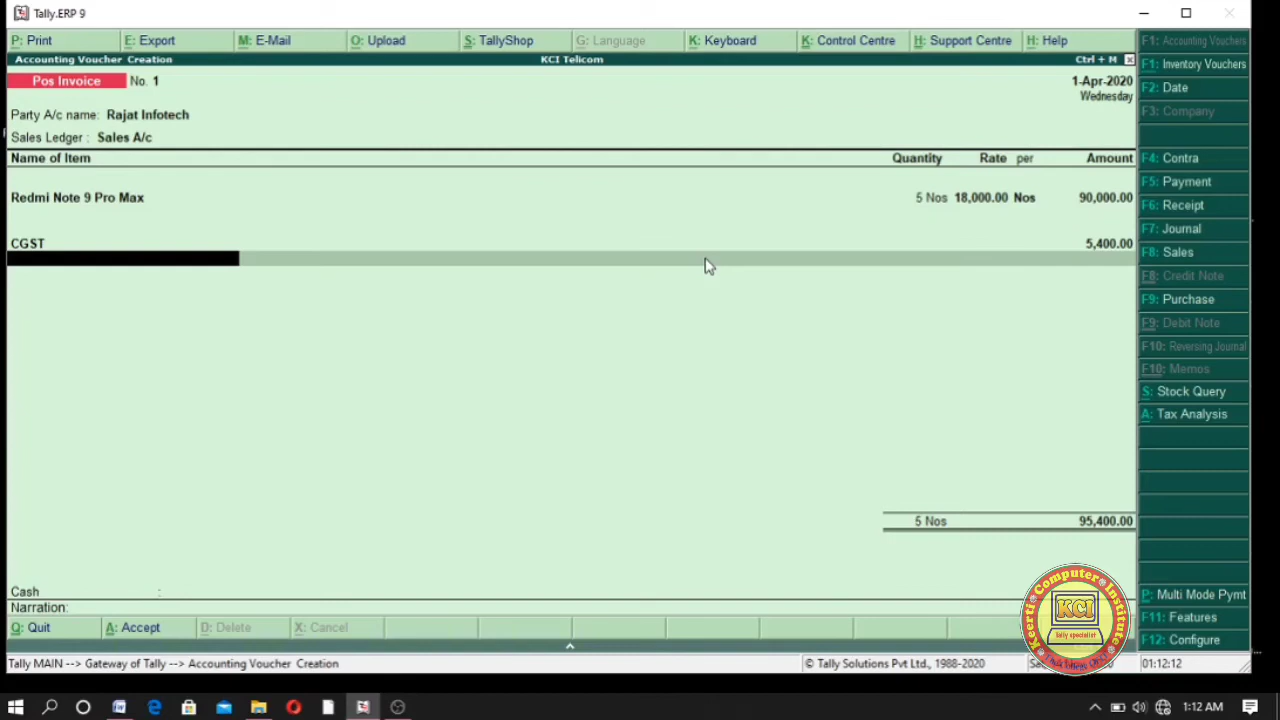 Tally.ERP 9
P: Print E: Export M: E-Mail O: Upload S: TallyShop G: Language K: Keyboard K: Control Centre H: Support Centre H: Help
Accounting Voucher Creation KCI Telicom Ctrl + M
Pos Invoice No. 1 1-Apr-2020
Wednesday
Party A/c name: Rajat Infotech
Sales Ledger : Sales A/c
Name of Item Quantity Rate per Amount
Redmi Note 9 Pro Max 5 Nos 18,000.00 Nos 90,000.00
CGST 5,400.00
5 Nos 95,400.00
Cash :
Narration:
Q: Quit A: Accept D: Delete X: Cancel
Tally MAIN --> Gateway of Tally --> Accounting Voucher Creation © Tally Solutions Pvt Ltd., 1988-2020 01:12:12
F1: Accounting Vouchers
F1: Inventory Vouchers
F2: Date
F3: Company
F4: Contra
F5: Payment
F6: Receipt
F7: Journal
F8: Sales
F8: Credit Note
F9: Purchase
F9: Debit Note
F10: Reversing Journal
F10: Memos
S: Stock Query
A: Tax Analysis
P: Multi Mode Pymt
F11: Features
F12: Configure
Keerti Computer Institute
KCI
Tally specialist
1:12 AM